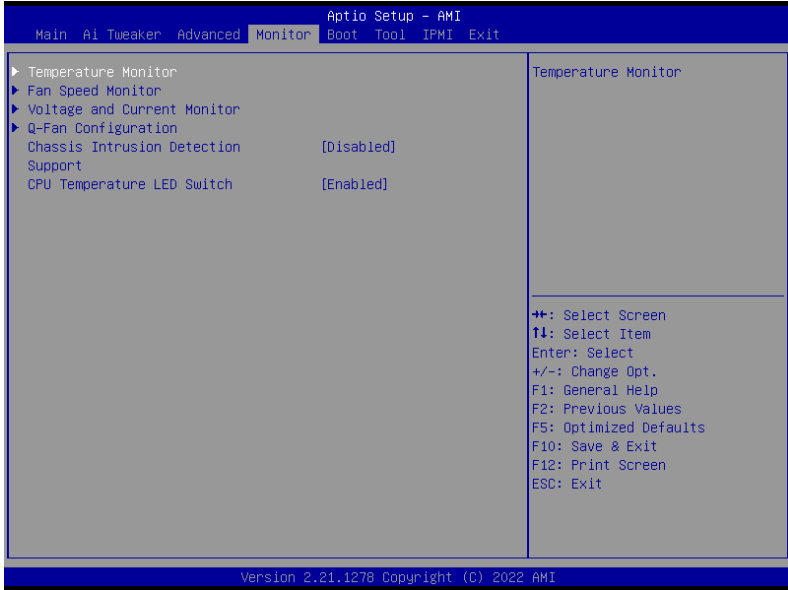 Aptio Setup – AMI
Main Ai Tweaker Advanced Monitor Boot Tool IPMI Exit
Temperature Monitor
Fan Speed Monitor
Voltage and Current Monitor
Q-Fan Configuration
Chassis Intrusion Detection Support [Disabled]
CPU Temperature LED Switch [Enabled]
Temperature Monitor
→←: Select Screen
↑↓: Select Item
Enter: Select
+/-: Change Opt.
F1: General Help
F2: Previous Values
F5: Optimized Defaults
F10: Save & Exit
F12: Print Screen
ESC: Exit
Version 2.21.1278 Copyright (C) 2022 AMI